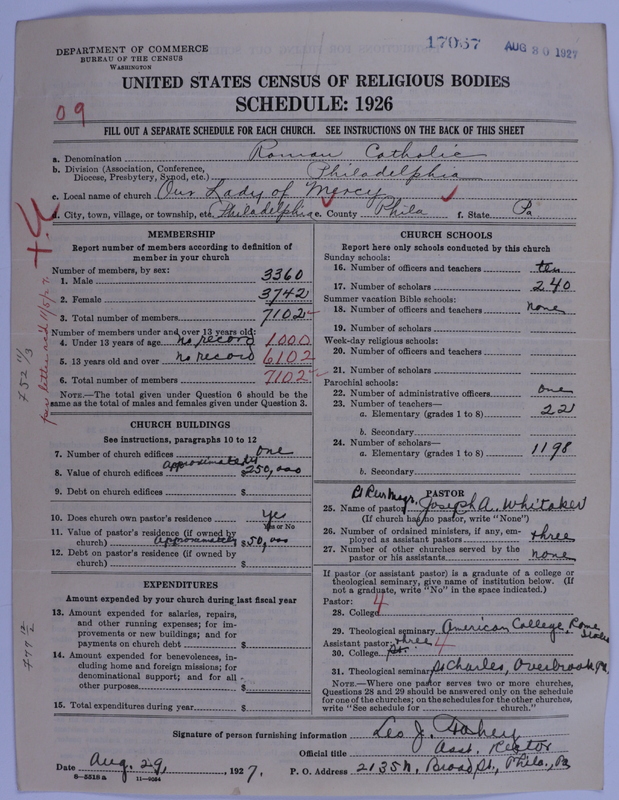 17067 AUG 30 1927
DEPARTMENT OF COMMERCE
BUREAU OF THE CENSUS
WASHINGTON
UNITED STATES CENSUS OF RELIGIOUS BODIES
SCHEDULE: 1926
09
FILL OUT A SEPARATE SCHEDULE FOR EACH CHURCH. SEE INSTRUCTIONS ON THE BACK OF THIS SHEET
a. Denomination Roman Catholic
b. Division (Association, Conference, Diocese, Presbytery, Synod, etc.) Philadelphia
c. Local name of church Our Lady of Mercy
d. City, town, village, or township, etc. Philadelphia e. County Phila f. State Pa
MEMBERSHIP
Report number of members according to definition of
member in your church
Number of members, by sex:
1. Male 3360
2. Female 3742
3. Total number of members 7102
Number of members under and over 13 years old:
4. Under 13 years of age no record 1000
5. 13 years old and over no record 6102
6. Total number of members 7102
NOTE.—The total given under Question 6 should be the
same as the total of males and females given under Question 3.
CHURCH BUILDINGS
See instructions, paragraphs 10 to 12
7. Number of church edifices one
8. Value of church edifices approximately $250,000
9. Debt on church edifices $
10. Does church own pastor's residence Yes
Yes or No
11. Value of pastor's residence (if owned by
church) approximately $50,000
12. Debt on pastor's residence (if owned by
church) $
EXPENDITURES
Amount expended by your church during last fiscal year
13. Amount expended for salaries, repairs,
and other running expenses; for im-
provements or new buildings; and for
payments on church debt $
14. Amount expended for benevolences, in-
cluding home and foreign missions; for
denominational support; and for all
other purposes $
15. Total expenditures during year $
CHURCH SCHOOLS
Report here only schools conducted by this church
Sunday schools:
16. Number of officers and teachers ten
17. Number of scholars 240
Summer vacation Bible schools:
18. Number of officers and teachers none
19. Number of scholars
Week-day religious schools:
20. Number of officers and teachers
21. Number of scholars
Parochial schools:
22. Number of administrative officers one
23. Number of teachers—
a. Elementary (grades 1 to 8) 22
b. Secondary
24. Number of scholars—
a. Elementary (grades 1 to 8) 1198
b. Secondary
PASTOR
Rt Rev Msgr.
25. Name of pastor Joseph A. Whitaker
(If church has no pastor, write "None")
26. Number of ordained ministers, if any, em-
ployed as assistant pastors three
27. Number of other churches served by the
pastor or his assistants none
If pastor (or assistant pastor) is a graduate of a college or
theological seminary, give name of institution below. (If
not a graduate, write "No" in the space indicated.)
Pastor:
28. College 4
29. Theological seminary American College, Rome
Assistant pastor: three
30. College 4
31. Theological seminary St Charles, Overbrook, Pa,
NOTE.—Where one pastor serves two or more churches,
Questions 28 and 29 should be answered only on the schedule
for one of the churches; on the schedules for the other churches,
write "See schedule for church."
Signature of person furnishing information Leo J. Fahey
Official title Asst. Rector
Date Aug. 29, 1927. P. O. Address 2135 N. Broad St., Phila., Pa
8—5518 a 11—9084